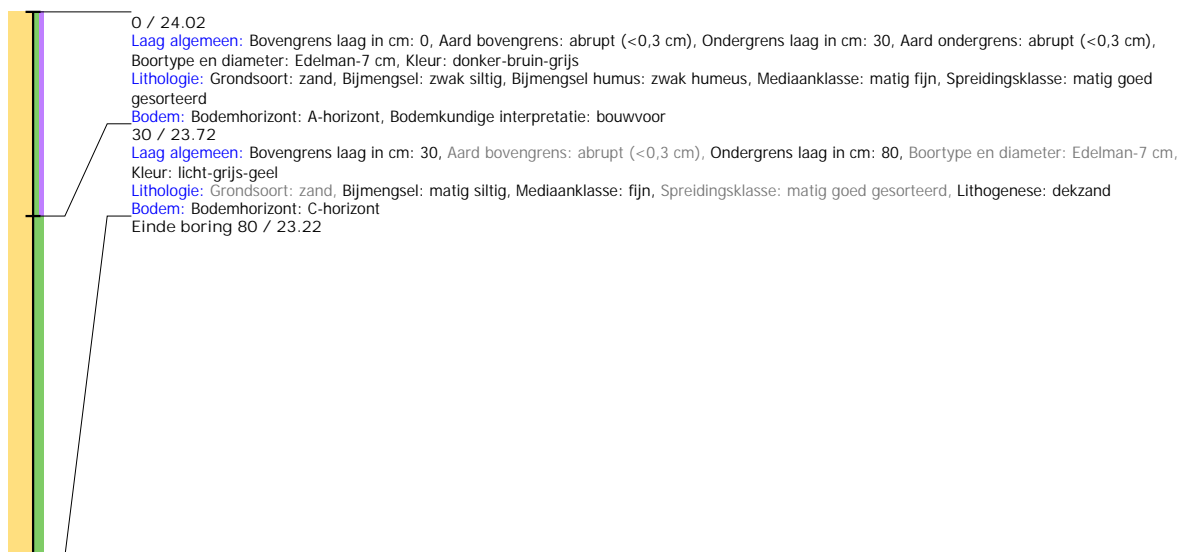 0 / 24.02
Laag algemeen: Bovengrens laag in cm: 0, Aard bovengrens: abrupt (<0,3 cm), Ondergrens laag in cm: 30, Aard ondergrens: abrupt (<0,3 cm),
Boortype en diameter: Edelman-7 cm, Kleur: donker-bruin-grijs
Lithologie: Grondsoort: zand, Bijmengsel: zwak siltig, Bijmengsel humus: zwak humeus, Mediaanklasse: matig fijn, Spreidingsklasse: matig goed
gesorteerd
Bodem: Bodemhorizont: A-horizont, Bodemkundige interpretatie: bouwvoor
30 / 23.72
Laag algemeen: Bovengrens laag in cm: 30, Aard bovengrens: abrupt (<0,3 cm), Ondergrens laag in cm: 80, Boortype en diameter: Edelman-7 cm,
Kleur: licht-grijs-geel
Lithologie: Grondsoort: zand, Bijmengsel: matig siltig, Mediaanklasse: fijn, Spreidingsklasse: matig goed gesorteerd, Lithogenese: dekzand
Bodem: Bodemhorizont: C-horizont
Einde boring 80 / 23.22